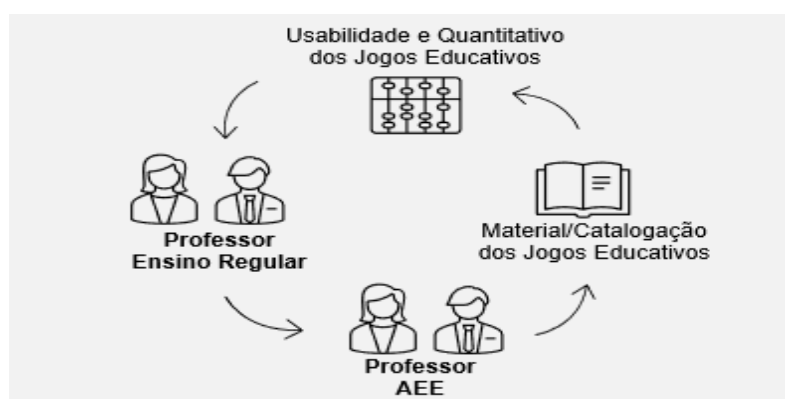 Usabilidade e Quantitativo
dos Jogos Educativos
Professor
Ensino Regular
Material/Catalogação
dos Jogos Educativos
Professor
AEE